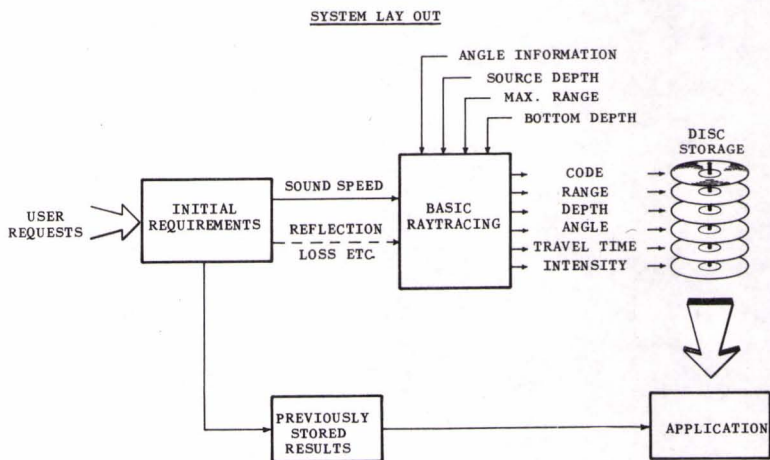 SYSTEM LAY OUT
ANGLE INFORMATION
SOURCE DEPTH
MAX. RANGE
BOTTOM DEPTH
DISC
STORAGE
USER
REQUESTS
INITIAL
REQUIREMENTS
SOUND SPEED
REFLECTION
LOSS ETC.
BASIC
RAYTRACING
CODE
RANGE
DEPTH
ANGLE
TRAVEL TIME
INTENSITY
PREVIOUSLY
STORED
RESULTS
APPLICATION